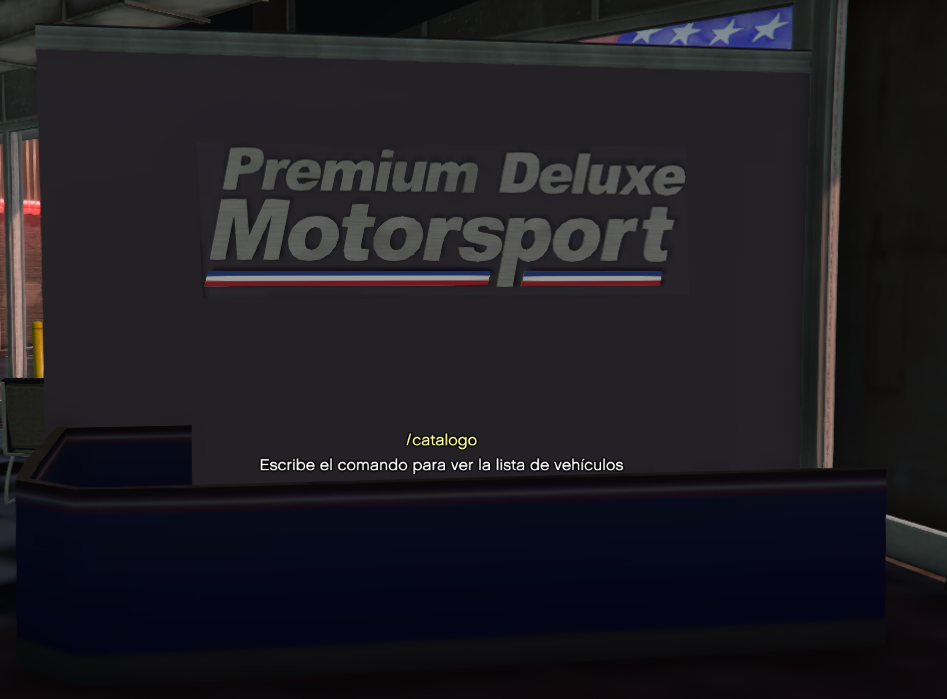 Premium Deluxe
Motorsport
/catalogo
Escribe el comando para ver la lista de vehículos